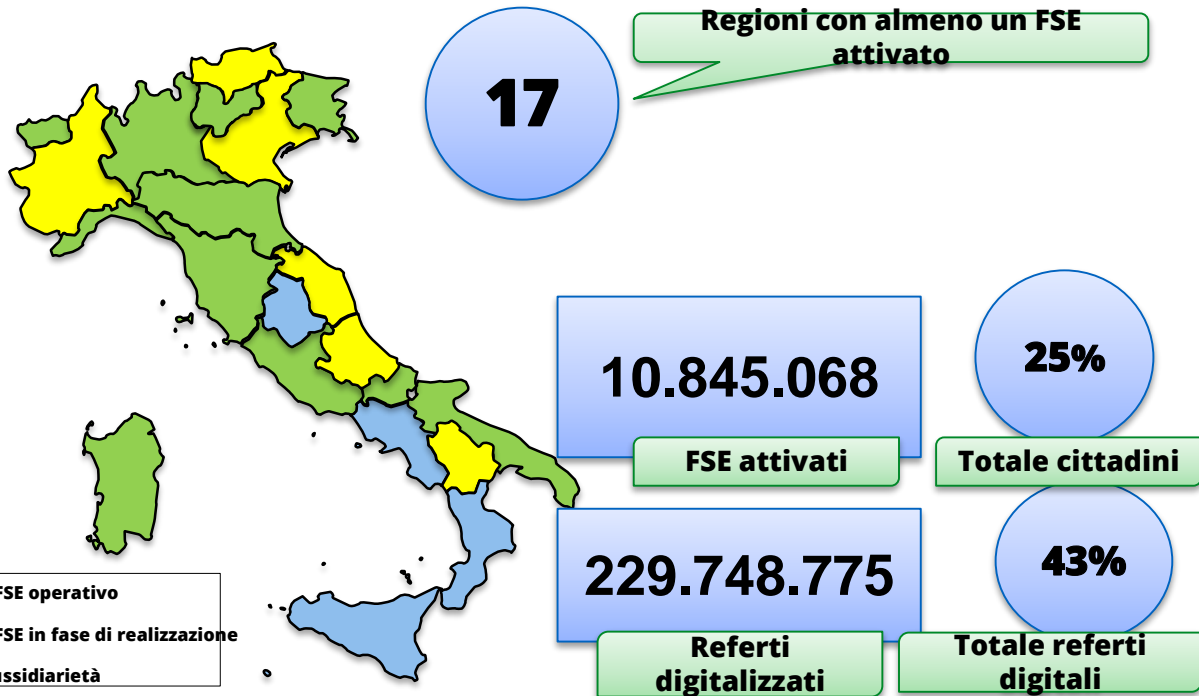 Regioni con almeno un FSE
attivato
17
10.845.068
FSE attivati
25%
Totale cittadini
229.748.775
Referti
digitalizzati
43%
Totale referti
digitali
FSE operativo
FSE in fase di realizzazione
ussidiarietà